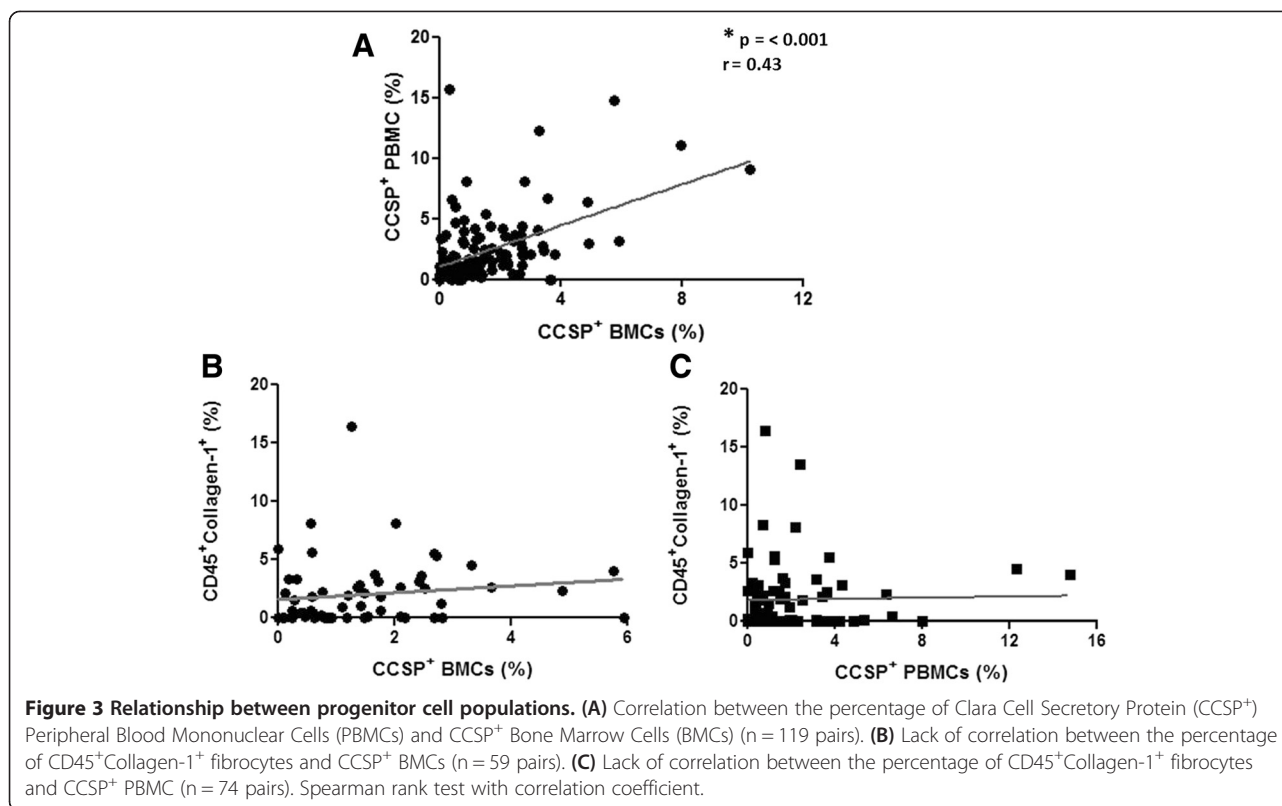 A
* p = < 0.001
r = 0.43
CCSP⁺ PBMC (%)
20
15
10
5
0
0 4 8 12
CCSP⁺ BMCs (%)
B
CD45⁺Collagen-1⁺ (%)
20
15
10
5
0
0 2 4 6
CCSP⁺ BMCs (%)
C
CD45⁺Collagen-1⁺ (%)
20
15
10
5
0
0 4 8 12 16
CCSP⁺ PBMCs (%)
Figure 3 Relationship between progenitor cell populations. (A) Correlation between the percentage of Clara Cell Secretory Protein (CCSP⁺)
Peripheral Blood Mononuclear Cells (PBMCs) and CCSP⁺ Bone Marrow Cells (BMCs) (n = 119 pairs). (B) Lack of correlation between the percentage
of CD45⁺Collagen-1⁺ fibrocytes and CCSP⁺ BMCs (n = 59 pairs). (C) Lack of correlation between the percentage of CD45⁺Collagen-1⁺ fibrocytes
and CCSP⁺ PBMC (n = 74 pairs). Spearman rank test with correlation coefficient.